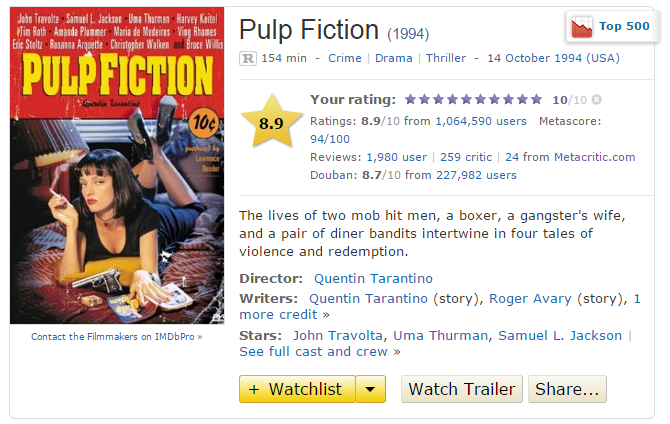 John Travolta, Samuel L. Jackson, Uma Thurman, Harvey Keitel
Tim Roth, Amanda Plummer, Maria de Medeiros, Ving Rhames
Eric Stoltz, Rosanna Arquette, Christopher Walken and Bruce Willis
PULP FICTION
Quentin Tarantino
10¢
produced by
Lawrence
Bender
DVD
Contact the Filmmakers on IMDbPro »
Pulp Fiction (1994)
Top 500
R 154 min - Crime | Drama | Thriller - 14 October 1994 (USA)
8.9
Your rating: 10/10
Ratings: 8.9/10 from 1,064,590 users Metascore:
94/100
Reviews: 1,980 user | 259 critic | 24 from Metacritic.com
Douban: 8.7/10 from 227,982 users
The lives of two mob hit men, a boxer, a gangster's wife,
and a pair of diner bandits intertwine in four tales of
violence and redemption.
Director: Quentin Tarantino
Writers: Quentin Tarantino (story), Roger Avary (story), 1
more credit »
Stars: John Travolta, Uma Thurman, Samuel L. Jackson |
See full cast and crew »
+ Watchlist
Watch Trailer
Share...